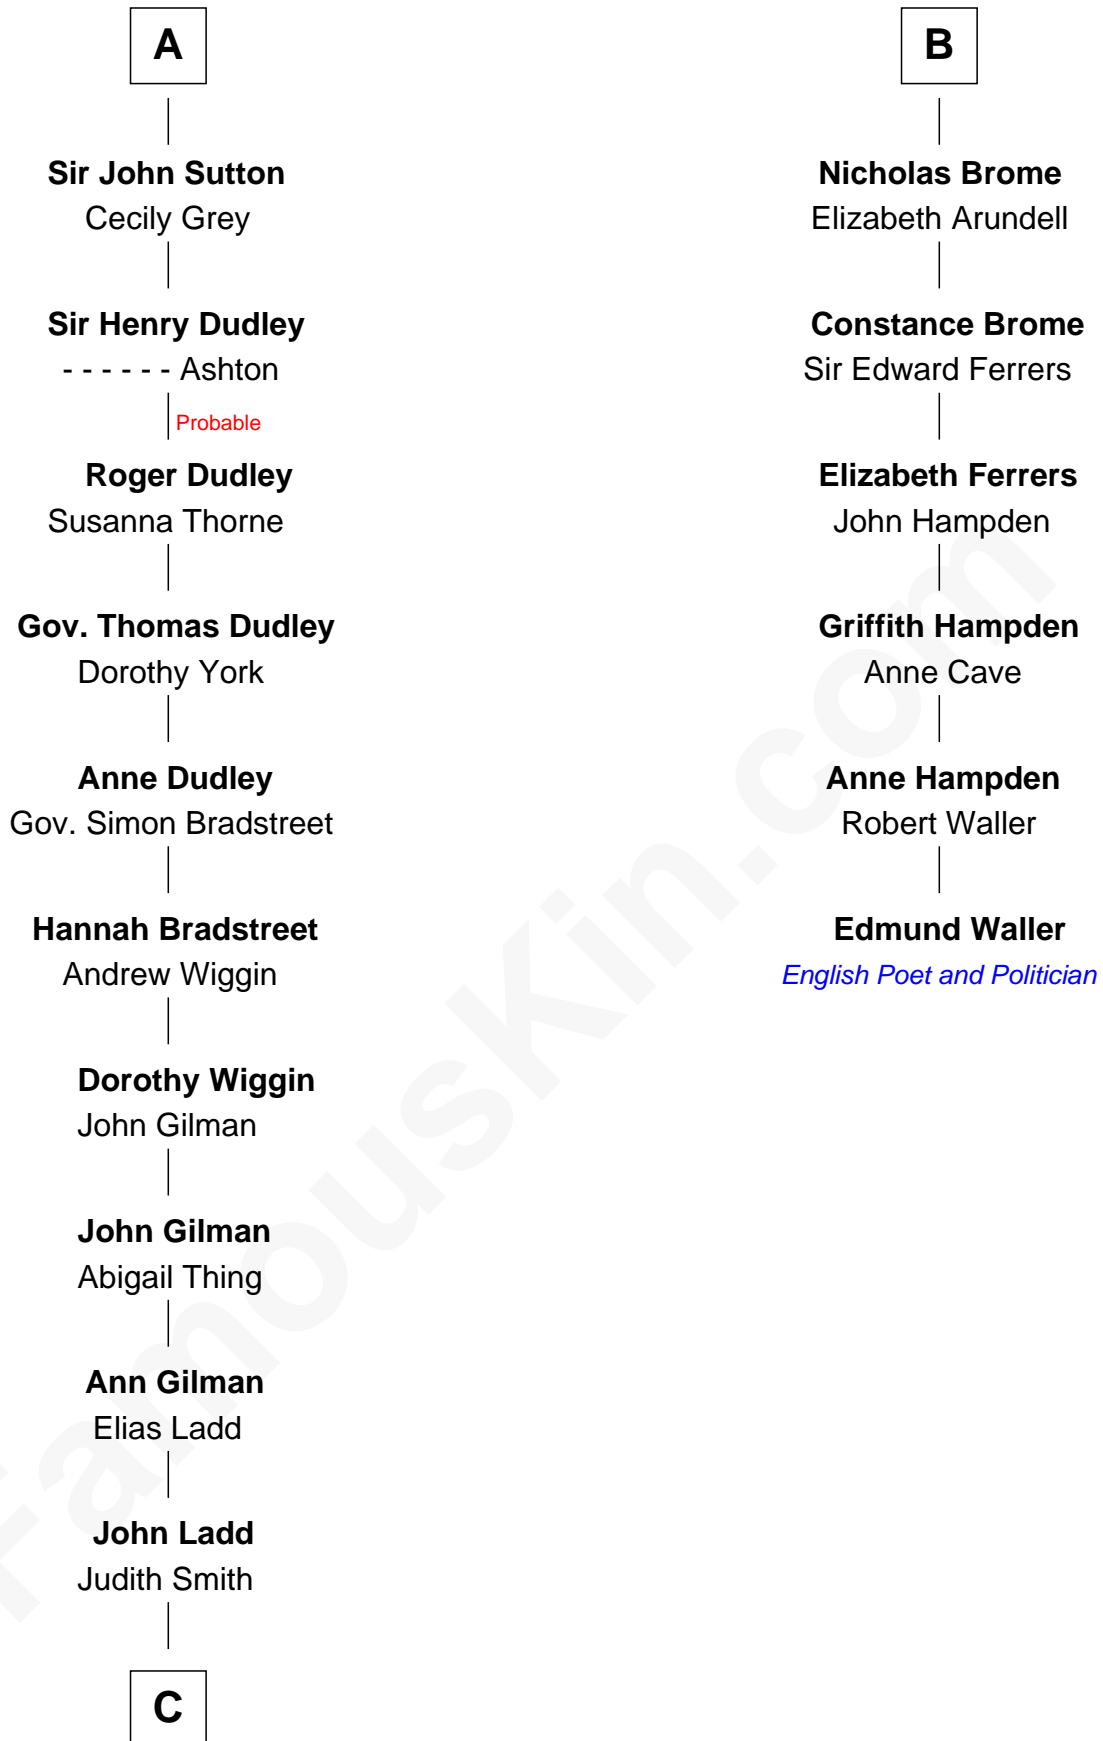 A
Sir John Sutton
Cecily Grey
Sir Henry Dudley
- - - - - - Ashton
Probable
Roger Dudley
Susanna Thorne
Gov. Thomas Dudley
Dorothy York
Anne Dudley
Gov. Simon Bradstreet
Hannah Bradstreet
Andrew Wiggin
Dorothy Wiggin
John Gilman
John Gilman
Abigail Thing
Ann Gilman
Elias Ladd
John Ladd
Judith Smith
C
B
Nicholas Brome
Elizabeth Arundell
Constance Brome
Sir Edward Ferrers
Elizabeth Ferrers
John Hampden
Griffith Hampden
Anne Cave
Anne Hampden
Robert Waller
Edmund Waller
English Poet and Politician
FamousKin.com